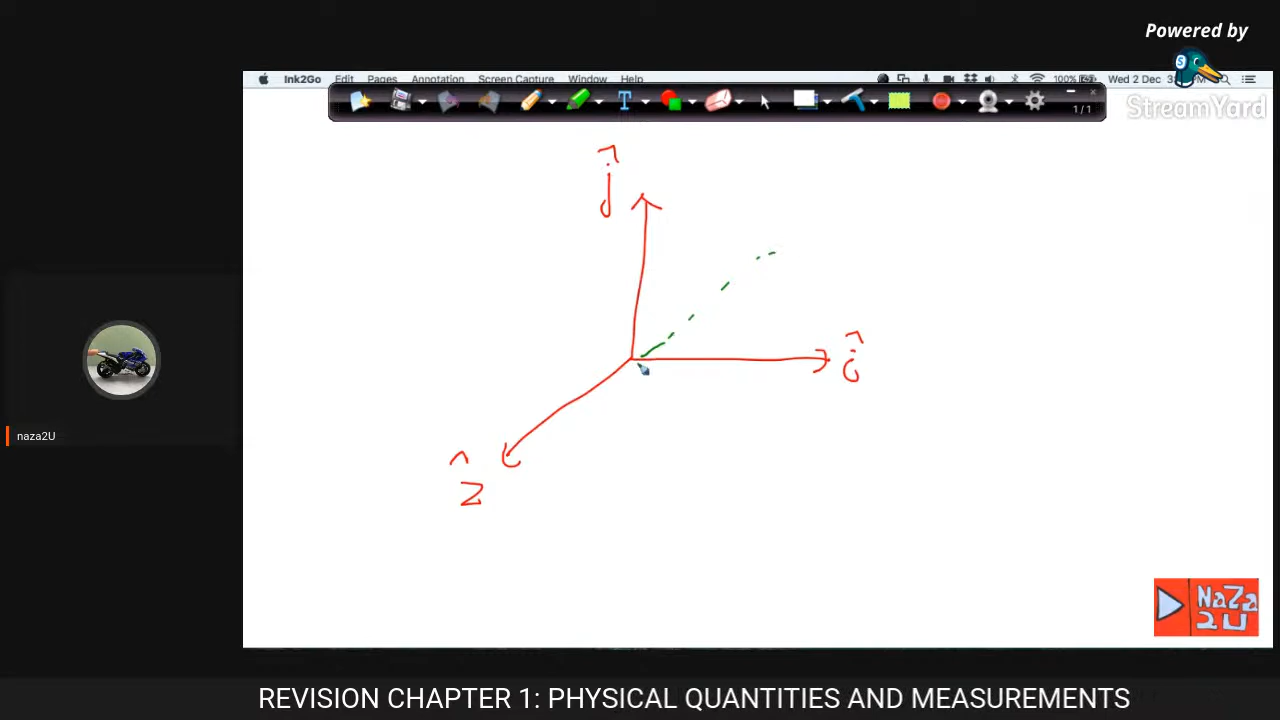 Powered by
S
StreamYard
Ink2Go Edit Pages Annotation Screen Capture Window Help 100% Wed 2 Dec
1/1
ĵ
î
ẑ
naza2U
NaZa
2U
REVISION CHAPTER 1: PHYSICAL QUANTITIES AND MEASUREMENTS